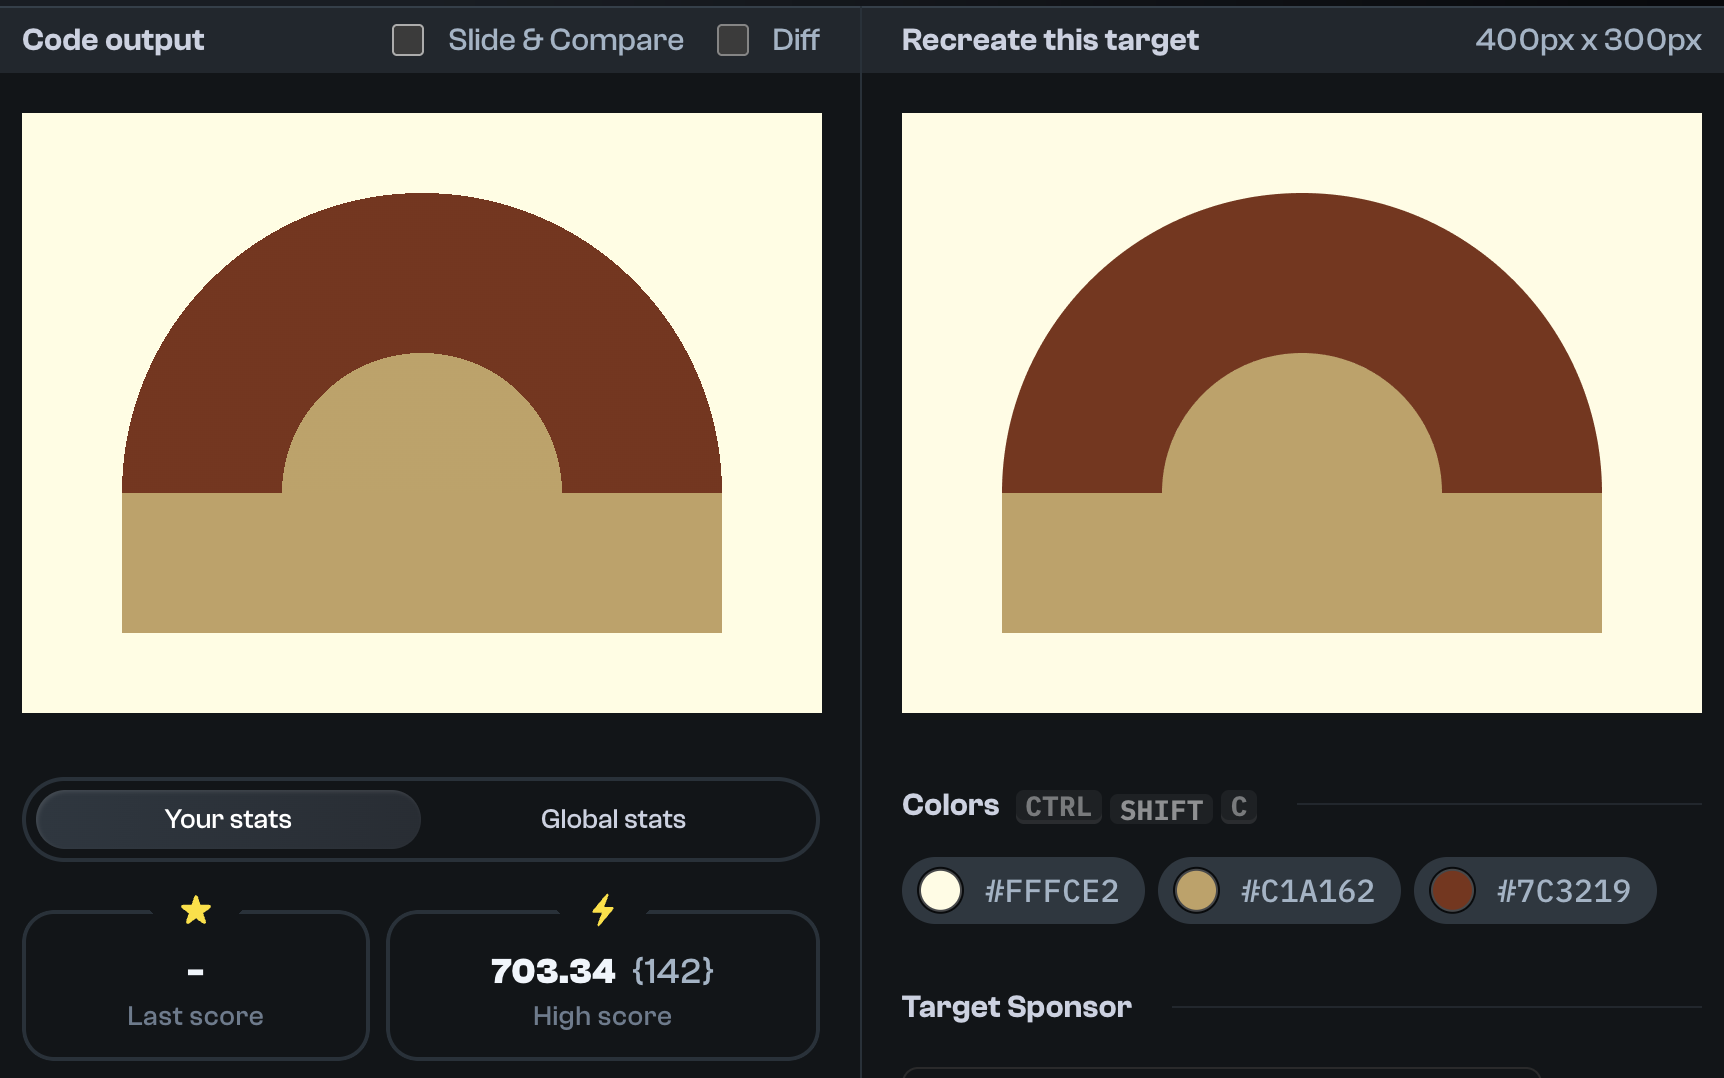 Code output
Slide & Compare
Diff
Recreate this target
400px x 300px
Your stats
Global stats
-
Last score
703.34 {142}
High score
Colors CTRL SHIFT C
#FFFCE2
#C1A162
#7C3219
Target Sponsor